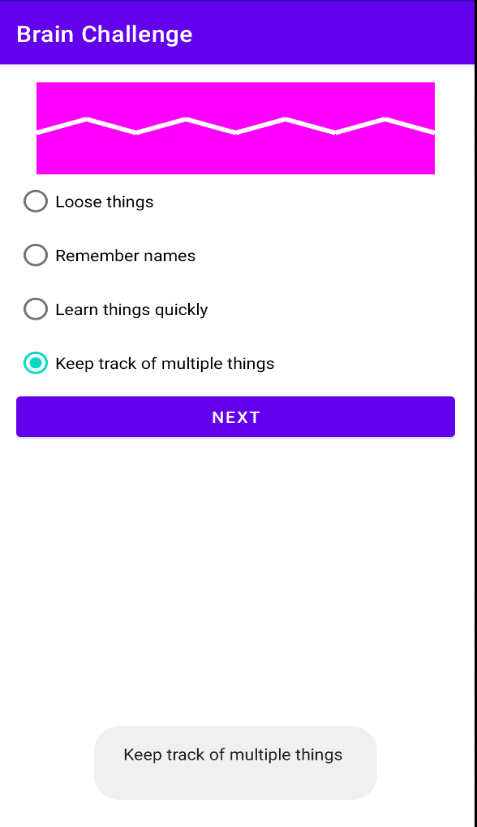 Brain Challenge
Loose things
Remember names
Learn things quickly
Keep track of multiple things
NEXT
Keep track of multiple things